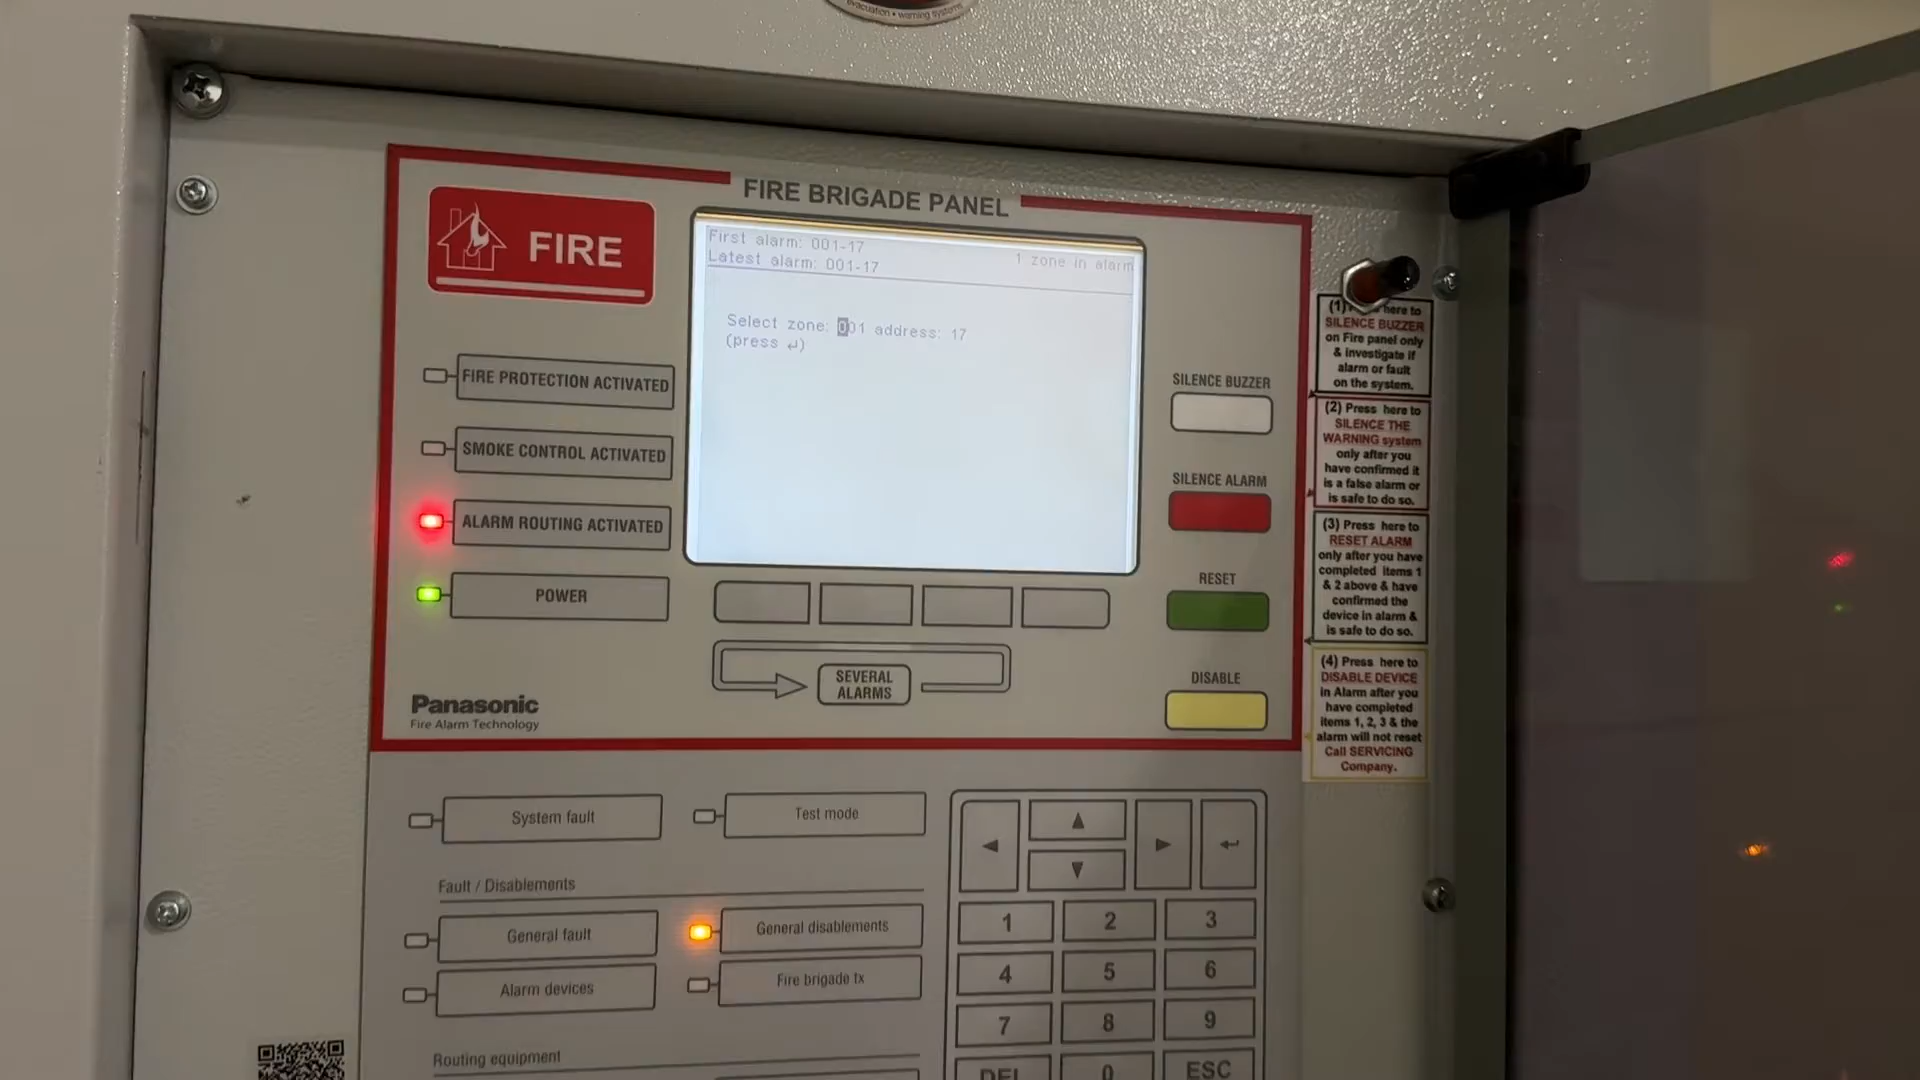 evacuation • warning systems
FIRE BRIGADE PANEL
FIRE
First alarm: 001-17
Latest alarm: 001-17
1 zone in alarm
Select zone: 001 address: 17
(press ↵)
FIRE PROTECTION ACTIVATED
SMOKE CONTROL ACTIVATED
ALARM ROUTING ACTIVATED
POWER
SEVERAL
ALARMS
Panasonic
Fire Alarm Technology
SILENCE BUZZER
SILENCE ALARM
RESET
DISABLE
(1) here to
SILENCE BUZZER
on Fire panel only
& investigate if
alarm or fault
on the system.
(2) Press here to
SILENCE THE
WARNING system
only after you
have confirmed it
is a false alarm or
is safe to do so.
(3) Press here to
RESET ALARM
only after you have
completed items 1
& 2 above & have
confirmed the
device in alarm &
is safe to do so.
(4) Press here to
DISABLE DEVICE
in Alarm after you
have completed
items 1, 2, 3 & the
alarm will not reset
Call SERVICING
Company.
System fault
Test mode
Fault / Disablements
General fault
General disablements
Alarm devices
Fire brigade tx
Routing equipment
◄ ▲ ▼ ► ↵
1 2 3
4 5 6
7 8 9
DEL 0 ESC